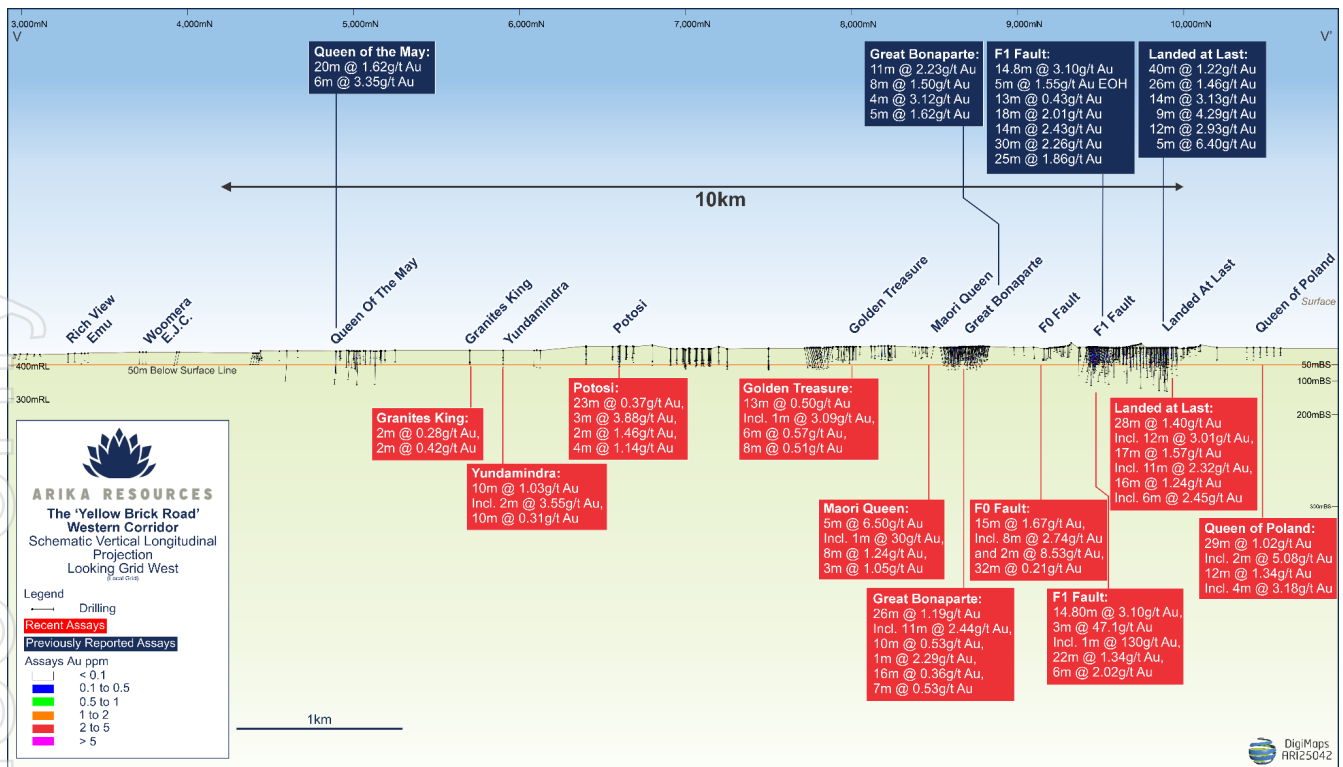 3,000mN 4,000mN 5,000mN 6,000mN 7,000mN 8,000mN 9,000mN 10,000mN
V V'
Queen of the May:
20m @ 1.62g/t Au
6m @ 3.35g/t Au
Great Bonaparte:
11m @ 2.23g/t Au
8m @ 1.50g/t Au
4m @ 3.12g/t Au
5m @ 1.62g/t Au
F1 Fault:
14.8m @ 3.10g/t Au
5m @ 1.55g/t Au EOH
13m @ 0.43g/t Au
18m @ 2.01g/t Au
14m @ 2.43g/t Au
30m @ 2.26g/t Au
25m @ 1.86g/t Au
Landed at Last:
40m @ 1.22g/t Au
26m @ 1.46g/t Au
14m @ 3.13g/t Au
9m @ 4.29g/t Au
12m @ 2.93g/t Au
5m @ 6.40g/t Au
10km
Rich View
Emu
Woomera
E.J.C.
Queen Of The May
Granites King
Yundamindra
Potosi
Golden Treasure
Maori Queen
Great Bonaparte
F0 Fault
F1 Fault
Landed At Last
Queen of Poland
Surface
400mRL
50m Below Surface Line
300mRL
50mBS
100mBS
200mBS
300mBS
Granites King:
2m @ 0.28g/t Au,
2m @ 0.42g/t Au
Yundamindra:
10m @ 1.03g/t Au
Incl. 2m @ 3.55g/t Au,
10m @ 0.31g/t Au
Potosi:
23m @ 0.37g/t Au,
3m @ 3.88g/t Au,
2m @ 1.46g/t Au,
4m @ 1.14g/t Au
Golden Treasure:
13m @ 0.50g/t Au
Incl. 1m @ 3.09g/t Au,
6m @ 0.57g/t Au,
8m @ 0.51g/t Au
Maori Queen:
5m @ 6.50g/t Au
Incl. 1m @ 30g/t Au,
8m @ 1.24g/t Au,
3m @ 1.05g/t Au
Great Bonaparte:
26m @ 1.19g/t Au
Incl. 11m @ 2.44g/t Au,
10m @ 0.53g/t Au,
1m @ 2.29g/t Au,
16m @ 0.36g/t Au,
7m @ 0.53g/t Au
F0 Fault:
15m @ 1.67g/t Au,
Incl. 8m @ 2.74g/t Au
and 2m @ 8.53g/t Au,
32m @ 0.21g/t Au
F1 Fault:
14.80m @ 3.10g/t Au,
3m @ 47.1g/t Au
Incl. 1m @ 130g/t Au,
22m @ 1.34g/t Au,
6m @ 2.02g/t Au
Landed at Last:
28m @ 1.40g/t Au
Incl. 12m @ 3.01g/t Au,
17m @ 1.57g/t Au
Incl. 11m @ 2.32g/t Au,
16m @ 1.24g/t Au
Incl. 6m @ 2.45g/t Au
Queen of Poland:
29m @ 1.02g/t Au
Incl. 2m @ 5.08g/t Au
12m @ 1.34g/t Au
Incl. 4m @ 3.18g/t Au
ARIKA RESOURCES
The 'Yellow Brick Road'
Western Corridor
Schematic Vertical Longitudinal
Projection
Looking Grid West
(Local Grid)
Legend
Drilling
Recent Assays
Previously Reported Assays
Assays Au ppm
< 0.1
0.1 to 0.5
0.5 to 1
1 to 2
2 to 5
> 5
1km
DigiMaps
ARI25042